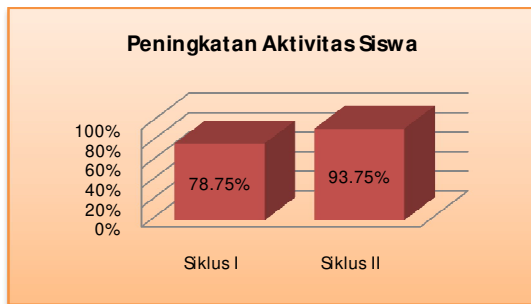 Peningkatan Aktivitas Siswa
100%
80%
60%
40%
20%
0%
78.75%
93.75%
Siklus I
Siklus II